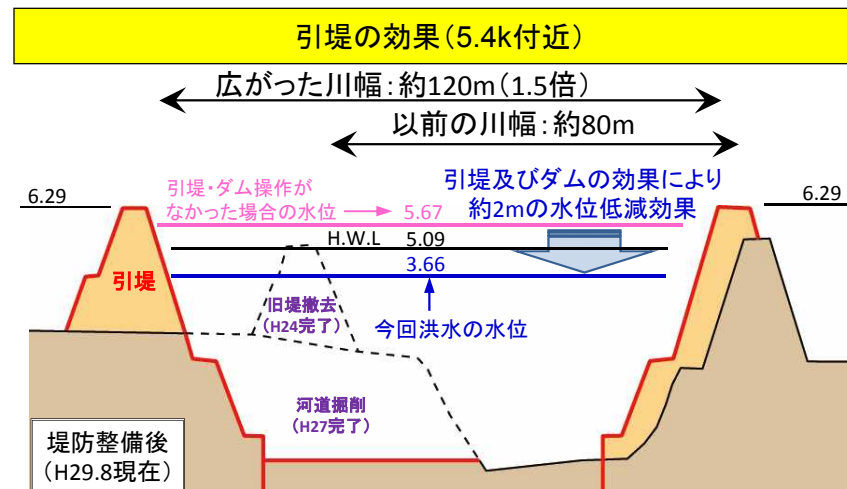 引堤の効果(5.4k付近)
広がった川幅：約120m(1.5倍)
以前の川幅：約80m
6.29
引堤・ダム操作が
なかった場合の水位
5.67
引堤及びダムの効果により
約2mの水位低減効果
6.29
H.W.L 5.09
3.66
引堤
旧堤撤去
(H24完了)
今回洪水の水位
河道掘削
(H27完了)
堤防整備後
(H29.8現在)